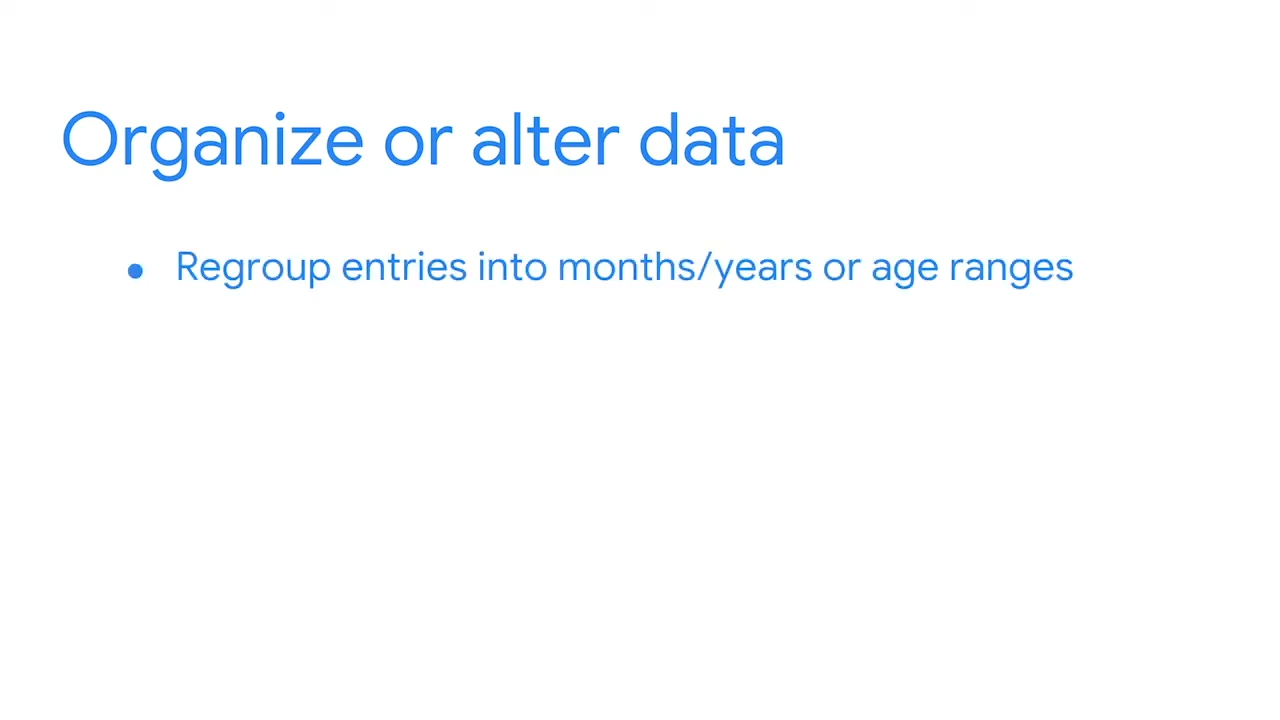 Organize or alter data
● Regroup entries into months/years or age ranges